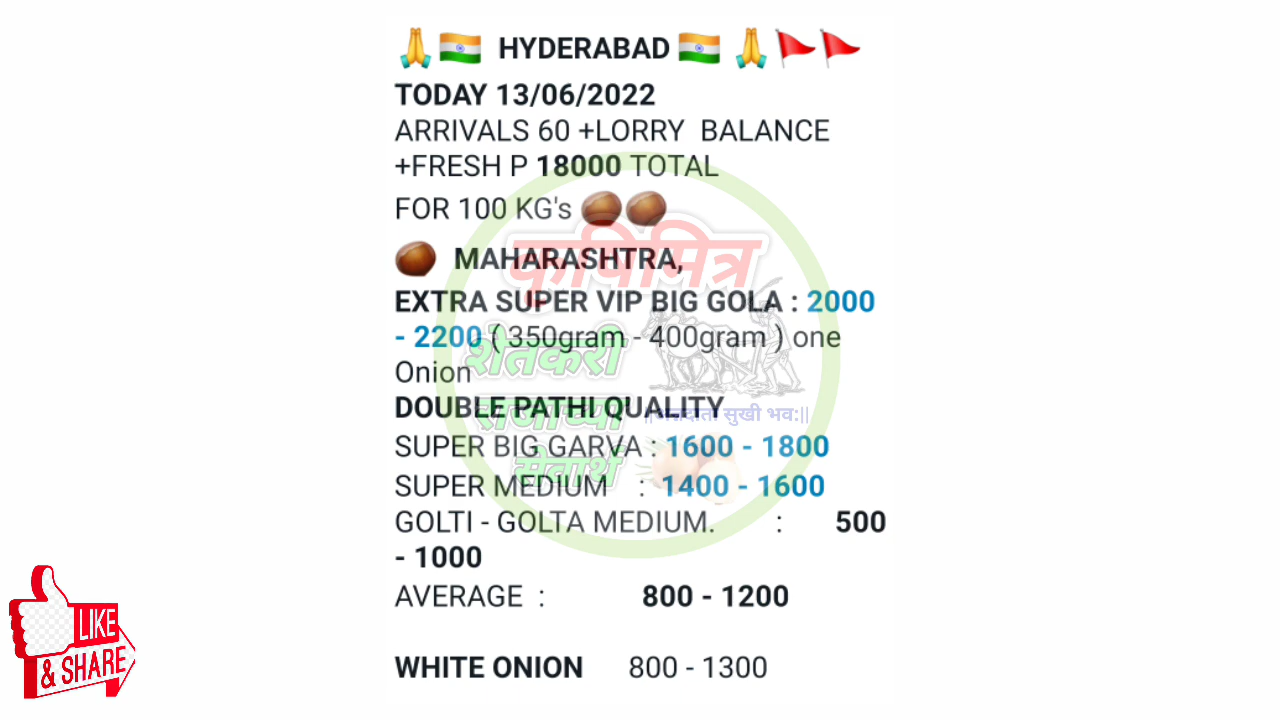 🙏🇮🇳 HYDERABAD 🇮🇳 🙏🚩🚩
TODAY 13/06/2022
ARRIVALS 60 +LORRY BALANCE
+FRESH P 18000 TOTAL
FOR 100 KG's 🌰🌰
🌰 MAHARASHTRA,
EXTRA SUPER VIP BIG GOLA : 2000
- 2200 ( 350gram - 400gram ) one
Onion
DOUBLE PATHI QUALITY
SUPER BIG GARVA : 1600 - 1800
SUPER MEDIUM : 1400 - 1600
GOLTI - GOLTA MEDIUM. : 500
- 1000
AVERAGE : 800 - 1200
WHITE ONION 800 - 1300
कृषिमित्र
शेतकरी
राजाच्या
सेवार्थ
सुखी भव:||
LIKE
& SHARE